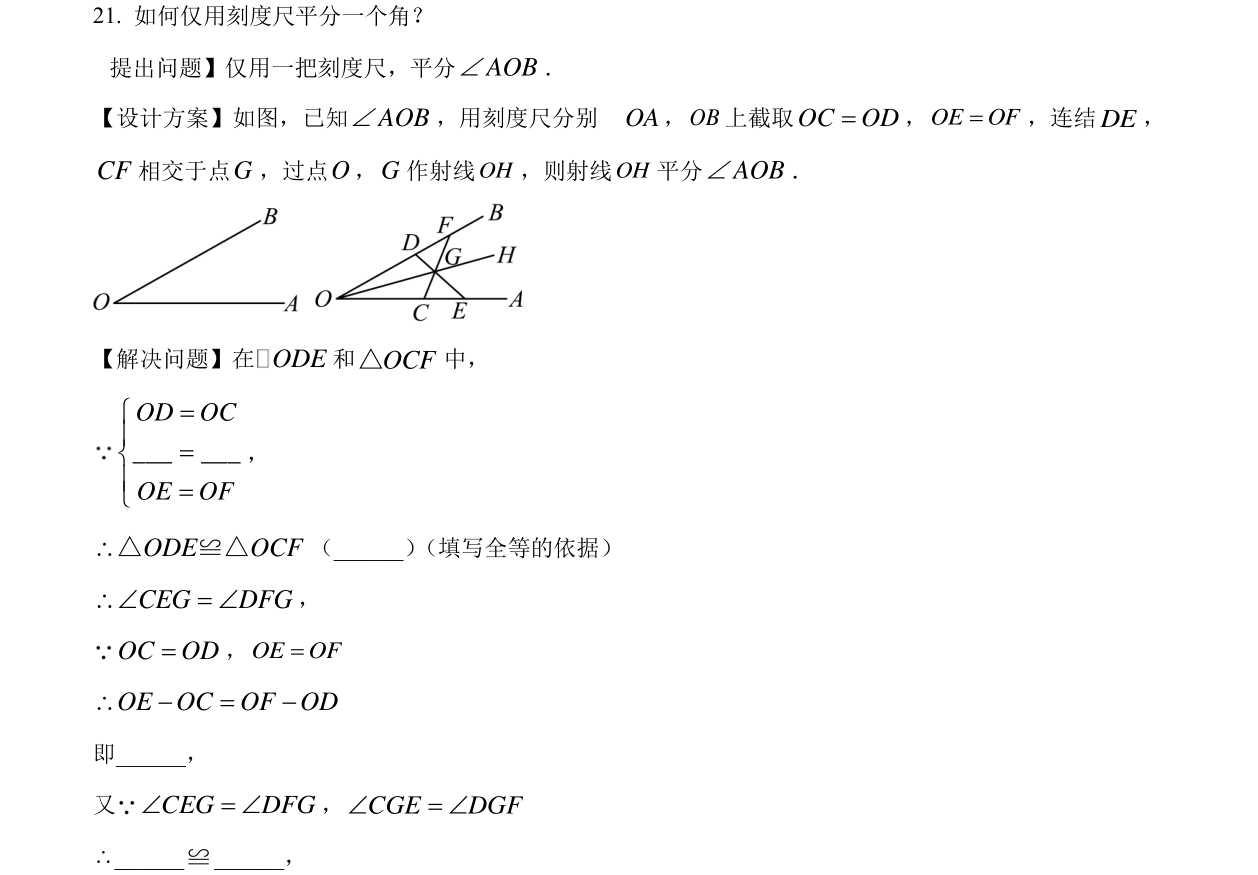 21. 如何仅用刻度尺平分一个角？
提出问题】仅用一把刻度尺，平分∠AOB．
【设计方案】如图，已知∠AOB，用刻度尺分别 OA，OB上截取OC＝OD，OE＝OF，连结DE，
CF相交于点G，过点O，G作射线OH，则射线OH平分∠AOB．
B
O
A
B
F
D
G
H
O
C
E
A
【解决问题】在□ODE和△OCF中，
OD＝OC
∵ ___＝___，
OE＝OF
∴△ODE≌△OCF（______）（填写全等的依据）
∴∠CEG＝∠DFG，
∵OC＝OD，OE＝OF
∴OE－OC＝OF－OD
即______，
又∵∠CEG＝∠DFG，∠CGE＝∠DGF
∴______≌______，